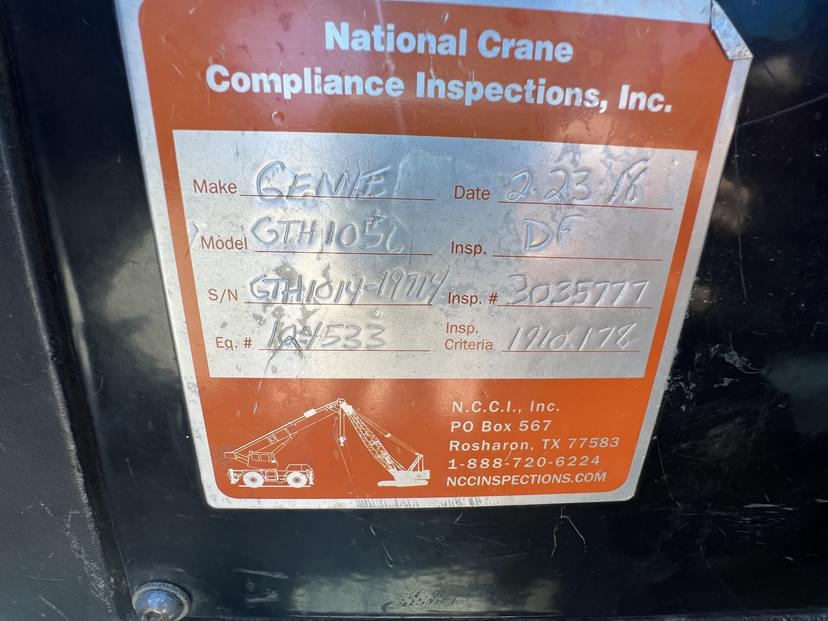 National Crane
Compliance Inspections, Inc.
Make GENIE Date 2.23.18
Model GTH1056 Insp. DF
S/N GTH1014-19714 Insp. # 3035777
Eq. # 4533 Insp. Criteria 1910.178
N.C.C.I., Inc.
PO Box 567
Rosharon, TX 77583
1-888-720-6224
NCCINSPECTIONS.COM